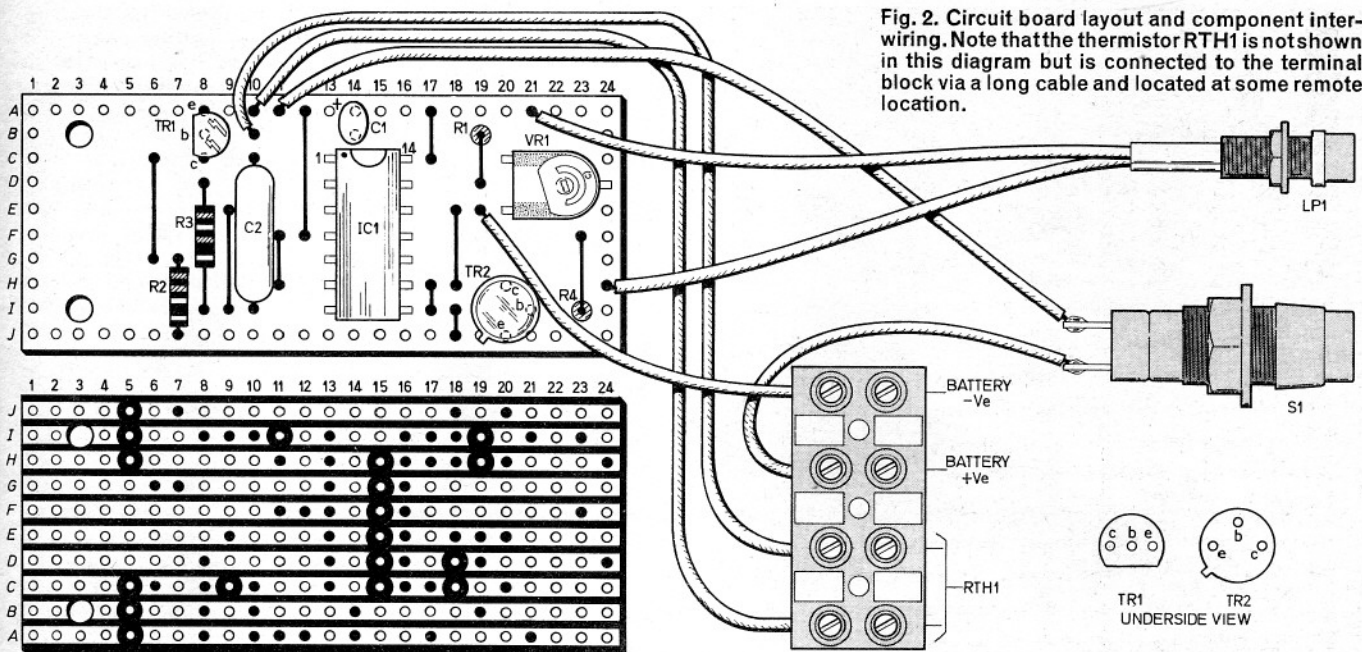 Fig. 2. Circuit board layout and component inter-
wiring. Note that the thermistor RTH1 is not shown
in this diagram but is connected to the terminal
block via a long cable and located at some remote
location.
1 2 3 4 5 6 7 8 9 10 11 13 14 15 16 17 18 19 20 21 22 23 24
A
B
C
D
E
F
G
H
I
J
e
TR1
b
c
+
C1
R1
VR1
1
14
R3
C2
IC1
R2
TR2
c
b
e
R4
LP1
S1
1 2 3 4 5 6 7 8 9 10 11 12 13 14 15 16 17 18 19 20 21 22 23 24
J
I
H
G
F
E
D
C
B
A
BATTERY
-Ve
BATTERY
+Ve
RTH1
c b e
TR1
b
e c
TR2
UNDERSIDE VIEW